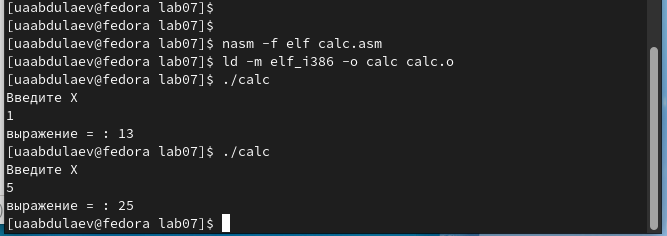 [uaabdulaev@fedora lab07]$
[uaabdulaev@fedora lab07]$
[uaabdulaev@fedora lab07]$ nasm -f elf calc.asm
[uaabdulaev@fedora lab07]$ ld -m elf_i386 -o calc calc.o
[uaabdulaev@fedora lab07]$ ./calc
Введите X
1
выражение = : 13
[uaabdulaev@fedora lab07]$ ./calc
Введите X
5
выражение = : 25
[uaabdulaev@fedora lab07]$